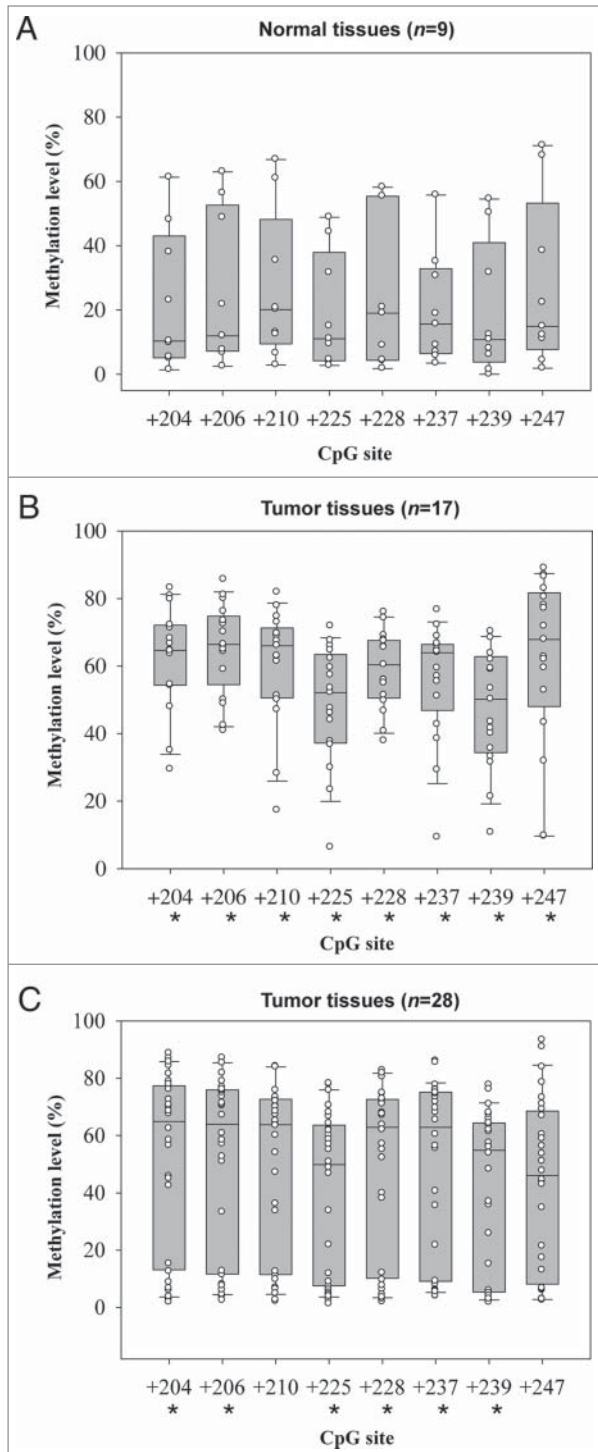 A
Normal tissues (n=9)
Methylation level (%)
100
80
60
40
20
0
+204 +206 +210 +225 +228 +237 +239 +247
CpG site
B
Tumor tissues (n=17)
Methylation level (%)
100
80
60
40
20
0
+204 +206 +210 +225 +228 +237 +239 +247
* * * * * * * *
CpG site
C
Tumor tissues (n=28)
Methylation level (%)
100
80
60
40
20
0
+204 +206 +210 +225 +228 +237 +239 +247
* * * * * *
CpG site